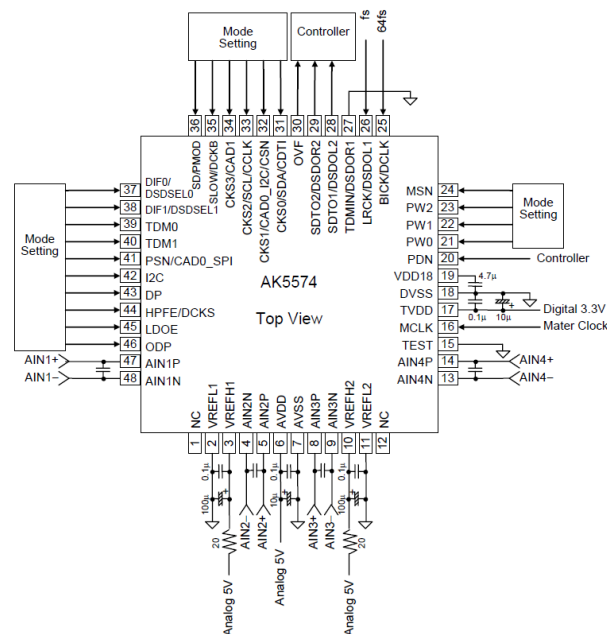 Mode
Setting
Controller
fs
64fs
36
35
34
33
32
31
30
29
28
27
26
25
SD/PMOD
SLOW/DCKB
CKS3/CAD1
CKS2/SCL/CCLK
CKS1/CAD0_I2C/CSN
CKS0/SDA/CDTI
OVF
SDTO2/DSDOR2
SDTO1/DSDOL2
TDMIN/DSDOR1
LRCK/DSDOL1
BICK/DCLK
Mode
Setting
37 DIF0/
DSDSEL0
38 DIF1/DSDSEL1
39 TDM0
40 TDM1
41 PSN/CAD0_SPI
42 I2C
43 DP
44 HPFE/DCKS
45 LDOE
46 ODP
AIN1+ 47 AIN1P
AIN1− 48 AIN1N
AK5574
Top View
MSN 24
PW2 23
PW1 22
PW0 21
Mode
Setting
PDN 20 Controller
VDD18 19 4.7µ
DVSS 18
TVDD 17 0.1µ 10µ + Digital 3.3V
MCLK 16 Mater Clock
TEST 15
AIN4P 14 AIN4+
AIN4N 13 AIN4−
NC
VREFL1
VREFH1
AIN2N
AIN2P
AVDD
AVSS
AIN3P
AIN3N
VREFH2
VREFL2
NC
1
2
3
4
5
6
7
8
9
10
11
12
0.1µ
100µ
+
20
Analog 5V
AIN2−
AIN2+
0.1µ
10µ
+
Analog 5V
AIN3+
AIN3−
0.1µ
100µ
+
20
Analog 5V